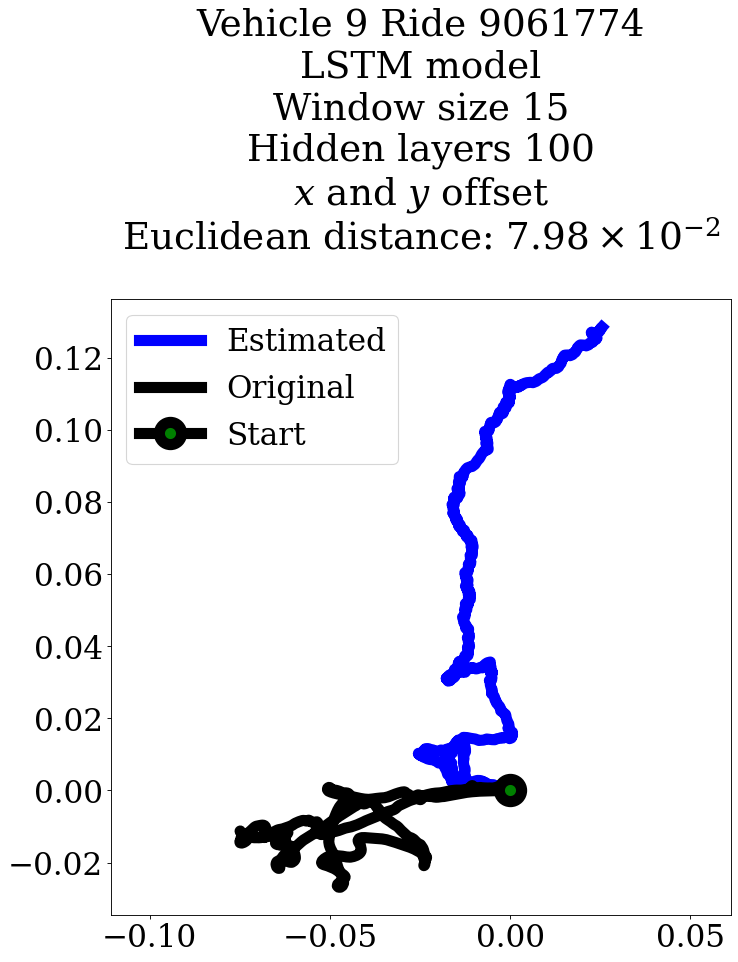 Vehicle 9 Ride 9061774
LSTM model
Window size 15
Hidden layers 100
x and y offset
Euclidean distance: 7.98 × 10⁻²
Estimated
Original
Start
0.12
0.10
0.08
0.06
0.04
0.02
0.00
−0.02
−0.10
−0.05
0.00
0.05